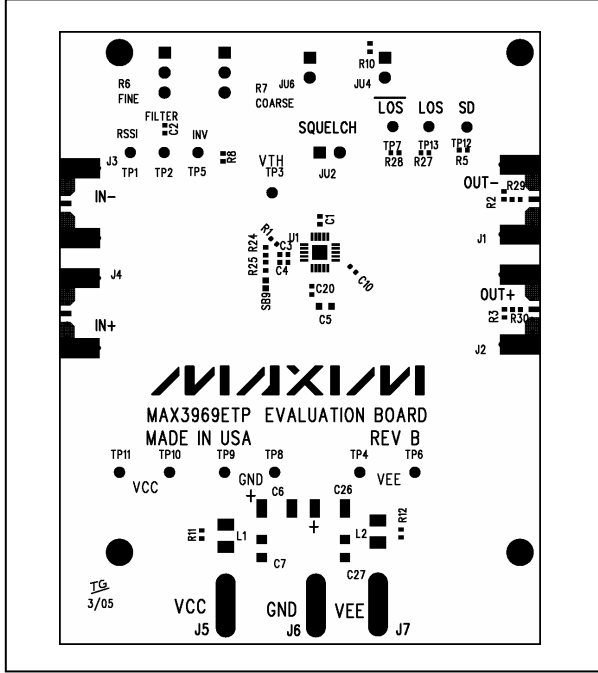 R10
R6
FINE
R7
COARSE
JU6
JU4
FILTER
C2
LOS LOS SD
RSSI
INV
SQUELCH
TP7 TP13 TP12
R28 R27 R5
J3
TP1 TP2 TP5
R8
VTH
TP3
JU2
IN-
OUT-
R29
R2
C1
R1
U1
J1
R24
R25
C3
C4
J4
C10
SB9
C20
OUT+
C5
R3
R30
IN+
J2
MAXIM
MAX3969ETP EVALUATION BOARD
MADE IN USA REV B
TP11 TP10 TP9 TP8 TP4 TP6
VCC GND VEE
+ C6 C26
+
R11 L1 L2 R12
C7
C27
TG
3/05
VCC GND VEE
J5 J6 J7